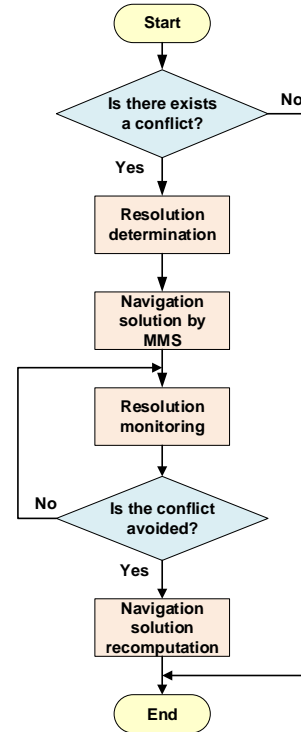 Start
Is there exists
a conflict?
No
Yes
Resolution
determination
Navigation
solution by
MMS
Resolution
monitoring
No
Is the conflict
avoided?
Yes
Navigation
solution
recomputation
End